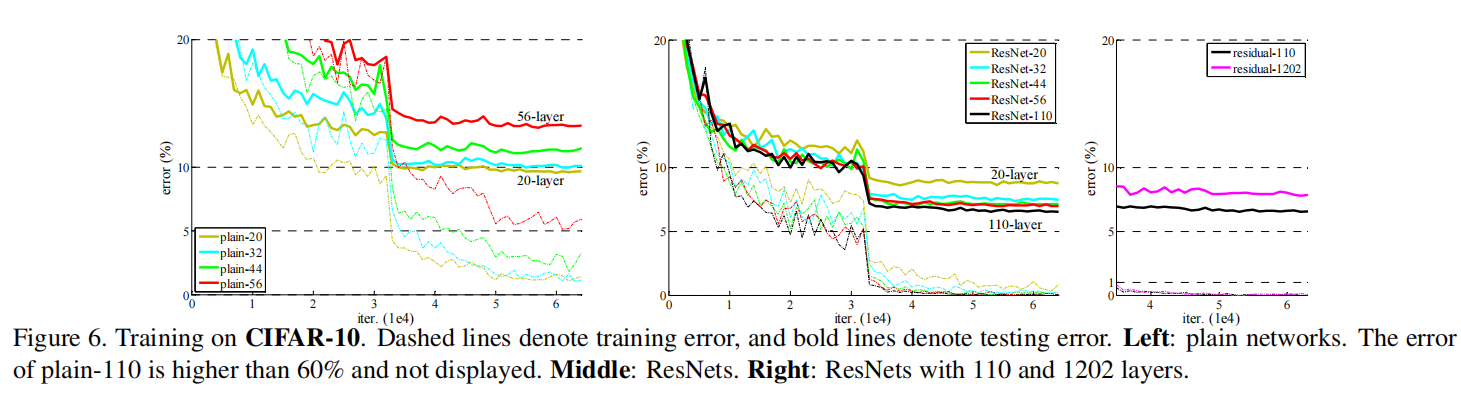 20
10
5
0
error (%)
0
1
2
3
4
5
6
iter. (1e4)
56-layer
20-layer
plain-20
plain-32
plain-44
plain-56
20
10
5
0
error (%)
0
1
2
3
4
5
6
iter. (1e4)
ResNet-20
ResNet-32
ResNet-44
ResNet-56
ResNet-110
20-layer
110-layer
20
10
5
1
0
error (%)
4
5
6
iter. (1e4)
residual-110
residual-1202
Figure 6. Training on CIFAR-10. Dashed lines denote training error, and bold lines denote testing error. Left: plain networks. The error
of plain-110 is higher than 60% and not displayed. Middle: ResNets. Right: ResNets with 110 and 1202 layers.